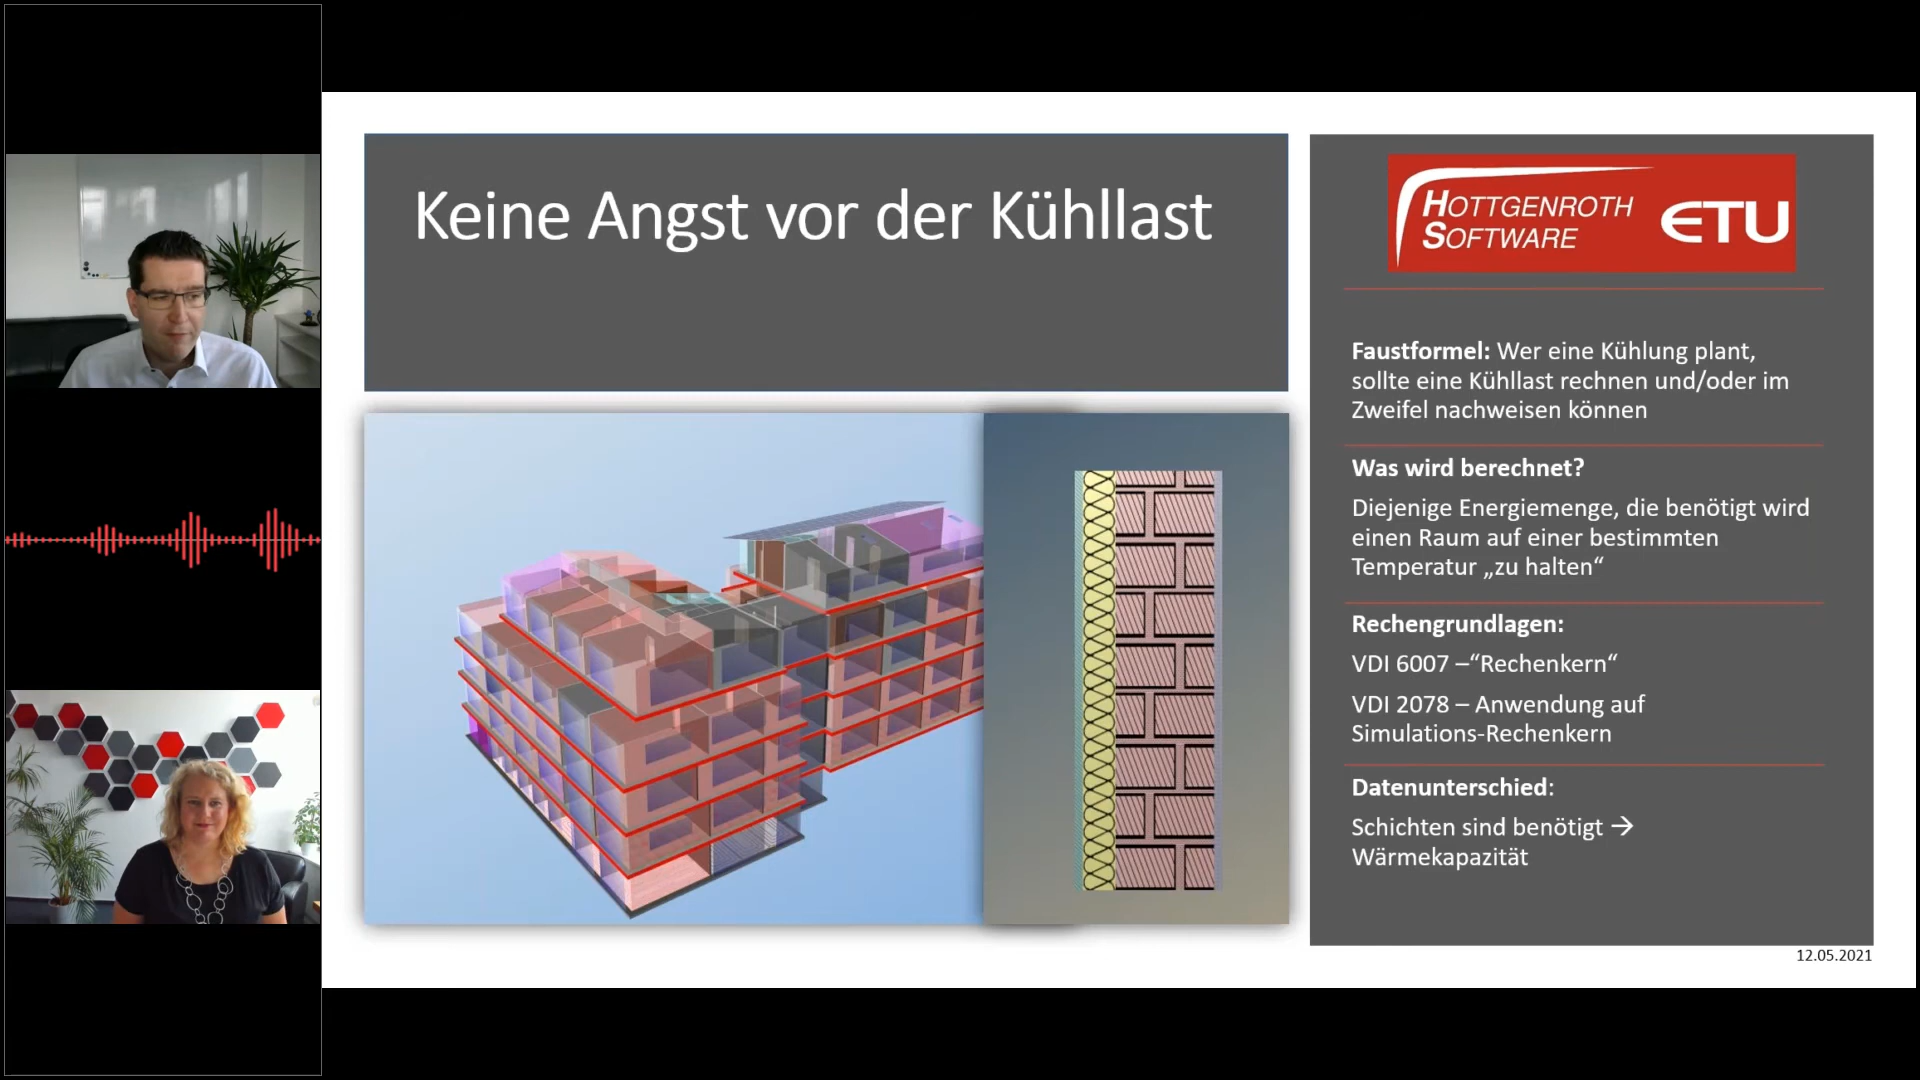 Keine Angst vor der Kühllast
HOTTGENROTH
SOFTWARE
ETU
Faustformel: Wer eine Kühlung plant,
sollte eine Kühllast rechnen und/oder im
Zweifel nachweisen können
Was wird berechnet?
Diejenige Energiemenge, die benötigt wird
einen Raum auf einer bestimmten
Temperatur „zu halten“
Rechengrundlagen:
VDI 6007 –“Rechenkern“
VDI 2078 – Anwendung auf
Simulations-Rechenkern
Datenunterschied:
Schichten sind benötigt →
Wärmekapazität
12.05.2021